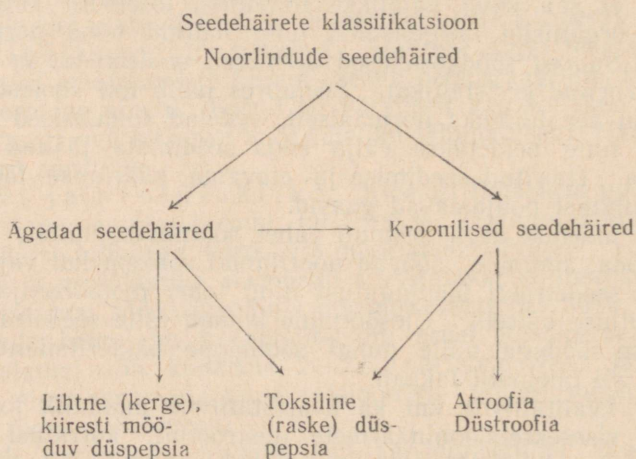 Seedehäirete klassifikatsioon
Noorlindude seedehäired
Ägedad seedehäired
Kroonilised seedehäired
Lihtne (kerge),
kiiresti möö-
duv düspepsia
Toksiline
(raske) düs-
pepsia
Atroofia
Düstroofia